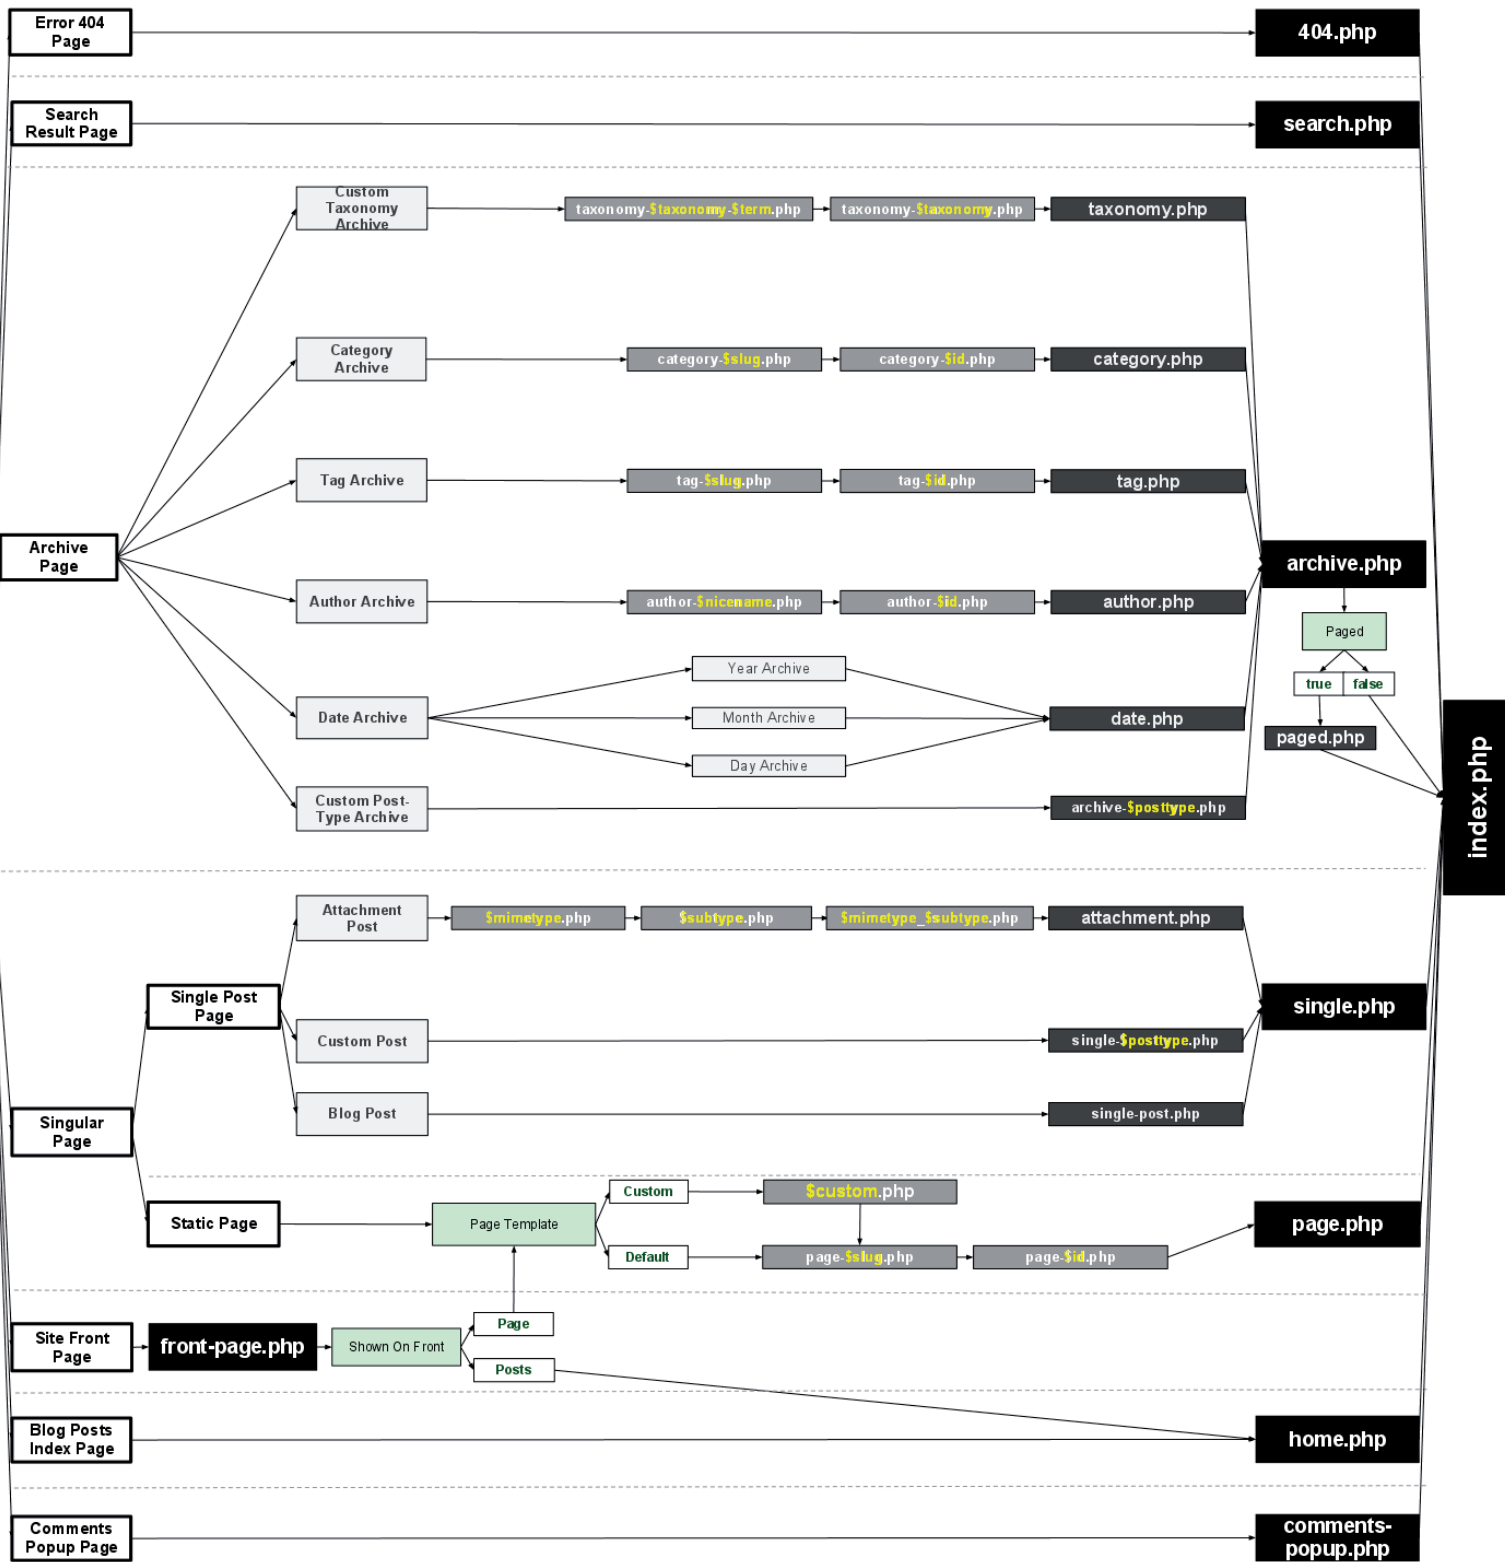 Error 404
Page
404.php
Search
Result Page
search.php
Custom
Taxonomy
Archive
taxonomy-$taxonomy-$term.php
taxonomy-$taxonomy.php
taxonomy.php
Category
Archive
category-$slug.php
category-$id.php
category.php
Tag Archive
tag-$slug.php
tag-$id.php
tag.php
Archive
Page
archive.php
Author Archive
author-$nicename.php
author-$id.php
author.php
Paged
true
false
paged.php
Date Archive
Year Archive
Month Archive
Day Archive
date.php
Custom Post-
Type Archive
archive-$posttype.php
index.php
Attachment
Post
$mimetype.php
$subtype.php
$mimetype_$subtype.php
attachment.php
Single Post
Page
single.php
Custom Post
single-$posttype.php
Blog Post
single-post.php
Singular
Page
Static Page
Page Template
Custom
$custom.php
Default
page-$slug.php
page-$id.php
page.php
Site Front
Page
front-page.php
Shown On Front
Page
Posts
Blog Posts
Index Page
home.php
Comments
Popup Page
comments-
popup.php